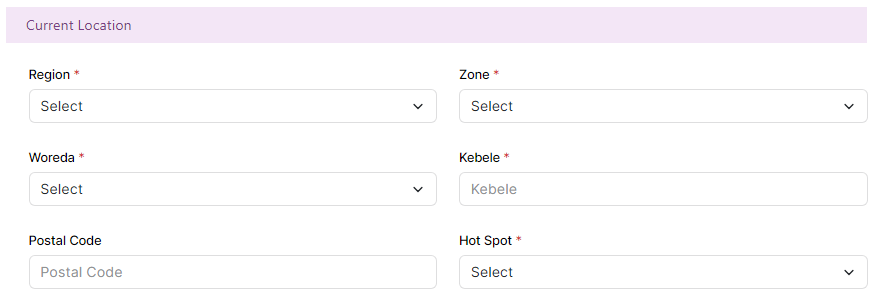 Current Location
Region * Zone *
Select Select
Woreda * Kebele *
Select Kebele
Postal Code Hot Spot *
Postal Code Select